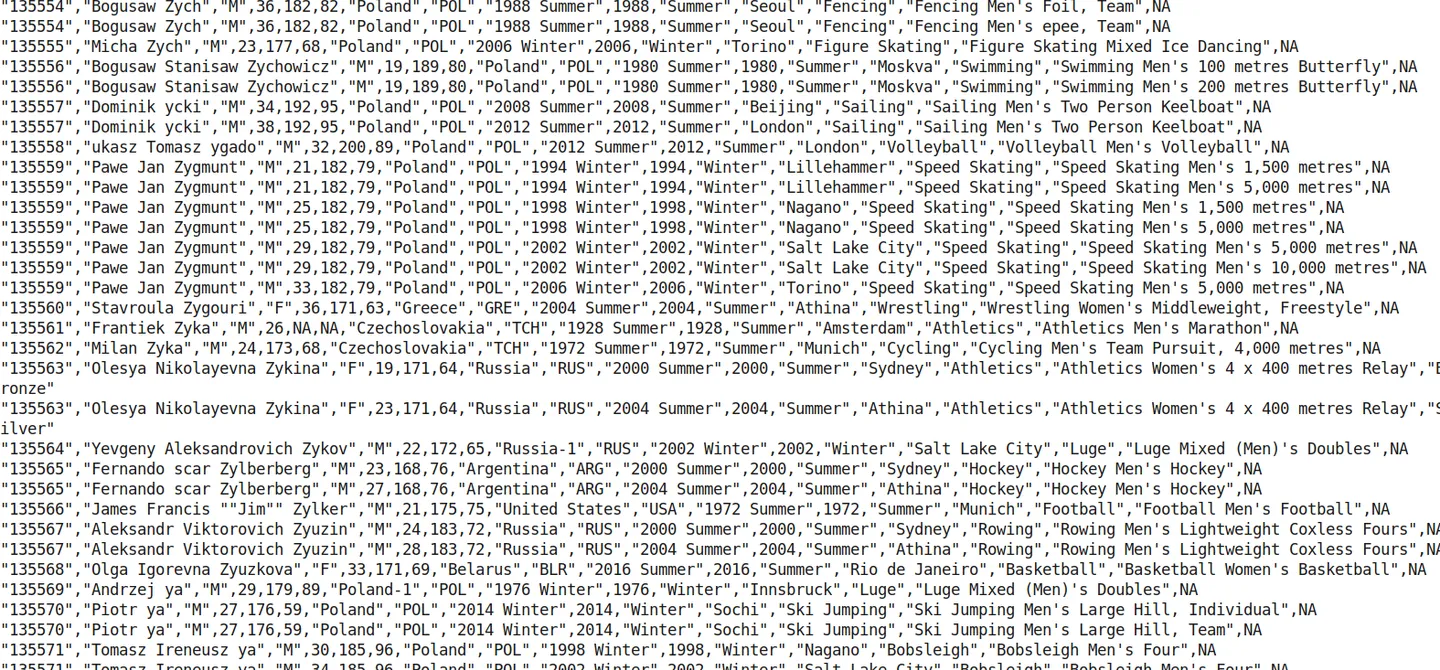 "135554","Bogusaw Zych","M",36,182,82,"Poland","POL","1988 Summer",1988,"Summer","Seoul","Fencing","Fencing Men's Foil, Team",NA
"135554","Bogusaw Zych","M",36,182,82,"Poland","POL","1988 Summer",1988,"Summer","Seoul","Fencing","Fencing Men's epee, Team",NA
"135555","Micha Zych","M",23,177,68,"Poland","POL","2006 Winter",2006,"Winter","Torino","Figure Skating","Figure Skating Mixed Ice Dancing",NA
"135556","Bogusaw Stanisaw Zychowicz","M",19,189,80,"Poland","POL","1980 Summer",1980,"Summer","Moskva","Swimming","Swimming Men's 100 metres Butterfly",NA
"135556","Bogusaw Stanisaw Zychowicz","M",19,189,80,"Poland","POL","1980 Summer",1980,"Summer","Moskva","Swimming","Swimming Men's 200 metres Butterfly",NA
"135557","Dominik ycki","M",34,192,95,"Poland","POL","2008 Summer",2008,"Summer","Beijing","Sailing","Sailing Men's Two Person Keelboat",NA
"135557","Dominik ycki","M",38,192,95,"Poland","POL","2012 Summer",2012,"Summer","London","Sailing","Sailing Men's Two Person Keelboat",NA
"135558","ukasz Tomasz ygado","M",32,200,89,"Poland","POL","2012 Summer",2012,"Summer","London","Volleyball","Volleyball Men's Volleyball",NA
"135559","Pawe Jan Zygmunt","M",21,182,79,"Poland","POL","1994 Winter",1994,"Winter","Lillehammer","Speed Skating","Speed Skating Men's 1,500 metres",NA
"135559","Pawe Jan Zygmunt","M",21,182,79,"Poland","POL","1994 Winter",1994,"Winter","Lillehammer","Speed Skating","Speed Skating Men's 5,000 metres",NA
"135559","Pawe Jan Zygmunt","M",25,182,79,"Poland","POL","1998 Winter",1998,"Winter","Nagano","Speed Skating","Speed Skating Men's 1,500 metres",NA
"135559","Pawe Jan Zygmunt","M",25,182,79,"Poland","POL","1998 Winter",1998,"Winter","Nagano","Speed Skating","Speed Skating Men's 5,000 metres",NA
"135559","Pawe Jan Zygmunt","M",29,182,79,"Poland","POL","2002 Winter",2002,"Winter","Salt Lake City","Speed Skating","Speed Skating Men's 5,000 metres",NA
"135559","Pawe Jan Zygmunt","M",29,182,79,"Poland","POL","2002 Winter",2002,"Winter","Salt Lake City","Speed Skating","Speed Skating Men's 10,000 metres",NA
"135559","Pawe Jan Zygmunt","M",33,182,79,"Poland","POL","2006 Winter",2006,"Winter","Torino","Speed Skating","Speed Skating Men's 5,000 metres",NA
"135560","Stavroula Zygouri","F",36,171,63,"Greece","GRE","2004 Summer",2004,"Summer","Athina","Wrestling","Wrestling Women's Middleweight, Freestyle",NA
"135561","Frantiek Zyka","M",26,NA,NA,"Czechoslovakia","TCH","1928 Summer",1928,"Summer","Amsterdam","Athletics","Athletics Men's Marathon",NA
"135562","Milan Zyka","M",24,173,68,"Czechoslovakia","TCH","1972 Summer",1972,"Summer","Munich","Cycling","Cycling Men's Team Pursuit, 4,000 metres",NA
"135563","Olesya Nikolayevna Zykina","F",19,171,64,"Russia","RUS","2000 Summer",2000,"Summer","Sydney","Athletics","Athletics Women's 4 x 400 metres Relay","B
ronze"
"135563","Olesya Nikolayevna Zykina","F",23,171,64,"Russia","RUS","2004 Summer",2004,"Summer","Athina","Athletics","Athletics Women's 4 x 400 metres Relay","S
ilver"
"135564","Yevgeny Aleksandrovich Zykov","M",22,172,65,"Russia-1","RUS","2002 Winter",2002,"Winter","Salt Lake City","Luge","Luge Mixed (Men)'s Doubles",NA
"135565","Fernando scar Zylberberg","M",23,168,76,"Argentina","ARG","2000 Summer",2000,"Summer","Sydney","Hockey","Hockey Men's Hockey",NA
"135565","Fernando scar Zylberberg","M",27,168,76,"Argentina","ARG","2004 Summer",2004,"Summer","Athina","Hockey","Hockey Men's Hockey",NA
"135566","James Francis ""Jim"" Zylker","M",21,175,75,"United States","USA","1972 Summer",1972,"Summer","Munich","Football","Football Men's Football",NA
"135567","Aleksandr Viktorovich Zyuzin","M",24,183,72,"Russia","RUS","2000 Summer",2000,"Summer","Sydney","Rowing","Rowing Men's Lightweight Coxless Fours",NA
"135567","Aleksandr Viktorovich Zyuzin","M",28,183,72,"Russia","RUS","2004 Summer",2004,"Summer","Athina","Rowing","Rowing Men's Lightweight Coxless Fours",NA
"135568","Olga Igorevna Zyuzkova","F",33,171,69,"Belarus","BLR","2016 Summer",2016,"Summer","Rio de Janeiro","Basketball","Basketball Women's Basketball",NA
"135569","Andrzej ya","M",29,179,89,"Poland-1","POL","1976 Winter",1976,"Winter","Innsbruck","Luge","Luge Mixed (Men)'s Doubles",NA
"135570","Piotr ya","M",27,176,59,"Poland","POL","2014 Winter",2014,"Winter","Sochi","Ski Jumping","Ski Jumping Men's Large Hill, Individual",NA
"135570","Piotr ya","M",27,176,59,"Poland","POL","2014 Winter",2014,"Winter","Sochi","Ski Jumping","Ski Jumping Men's Large Hill, Team",NA
"135571","Tomasz Ireneusz ya","M",30,185,96,"Poland","POL","1998 Winter",1998,"Winter","Nagano","Bobsleigh","Bobsleigh Men's Four",NA
"135571","Tomasz Ireneusz ya","M",34,185,96,"Poland","POL","2002 Winter",2002,"Winter","Salt Lake City","Bobsleigh","Bobsleigh Men's Four",NA